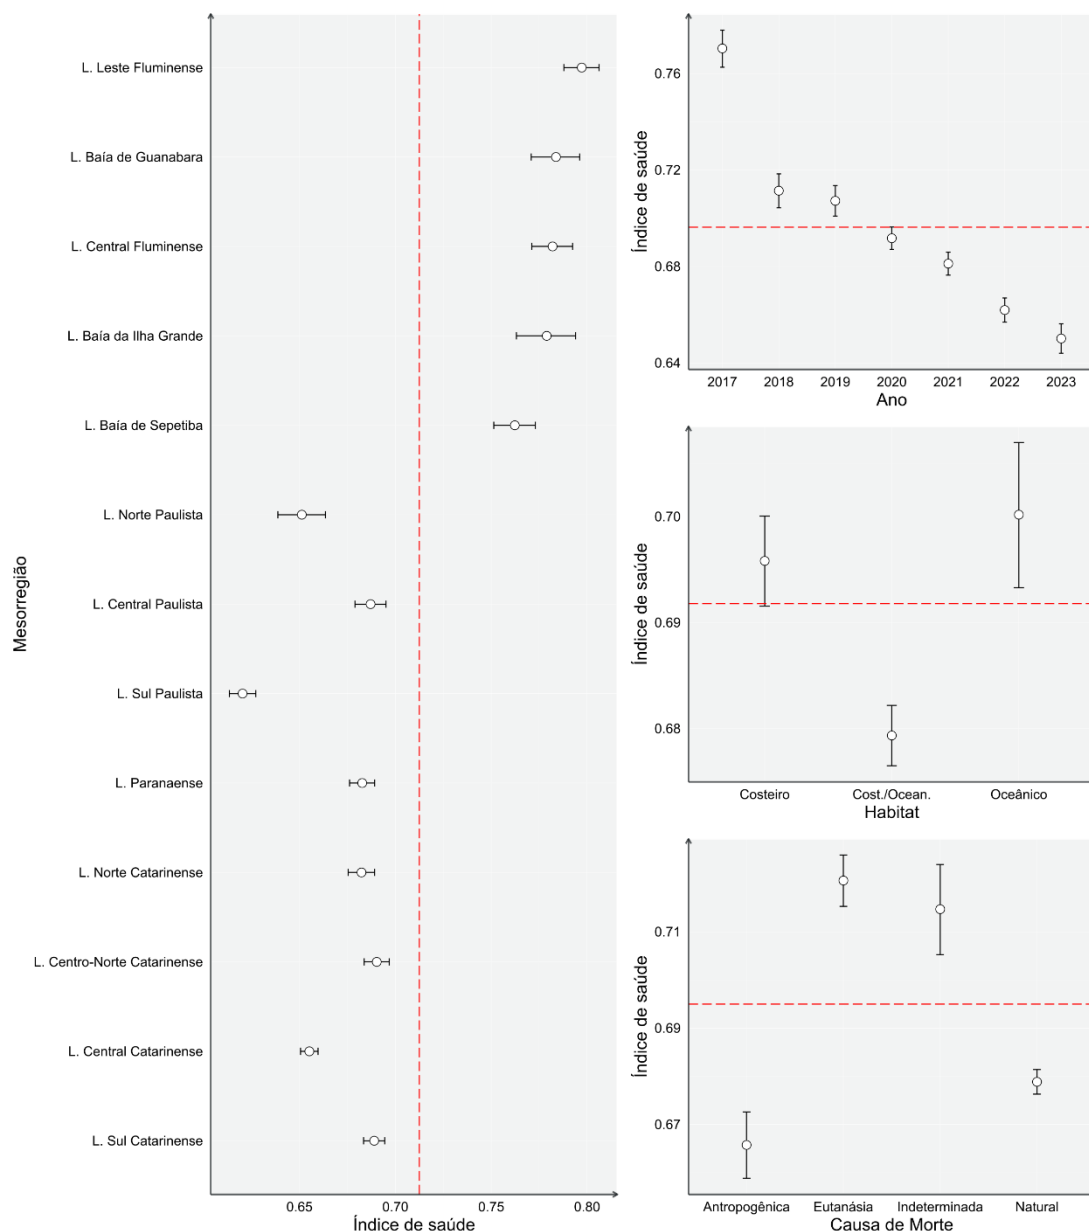 Mesorregião
L. Leste Fluminense
L. Baía de Guanabara
L. Central Fluminense
L. Baía da Ilha Grande
L. Baía de Sepetiba
L. Norte Paulista
L. Central Paulista
L. Sul Paulista
L. Paranaense
L. Norte Catarinense
L. Centro-Norte Catarinense
L. Central Catarinense
L. Sul Catarinense
0.65 0.70 0.75 0.80
Índice de saúde
Índice de saúde
0.76
0.72
0.68
0.64
2017 2018 2019 2020 2021 2022 2023
Ano
Índice de saúde
0.70
0.69
0.68
Costeiro Cost./Ocean. Oceânico
Habitat
Índice de saúde
0.71
0.69
0.67
Antropogênica Eutanásia Indeterminada Natural
Causa de Morte